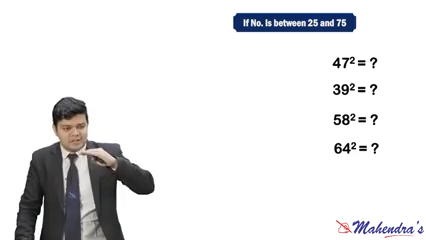 If No. Is between 25 and 75
47² = ?
39² = ?
58² = ?
64² = ?
Mahendra's